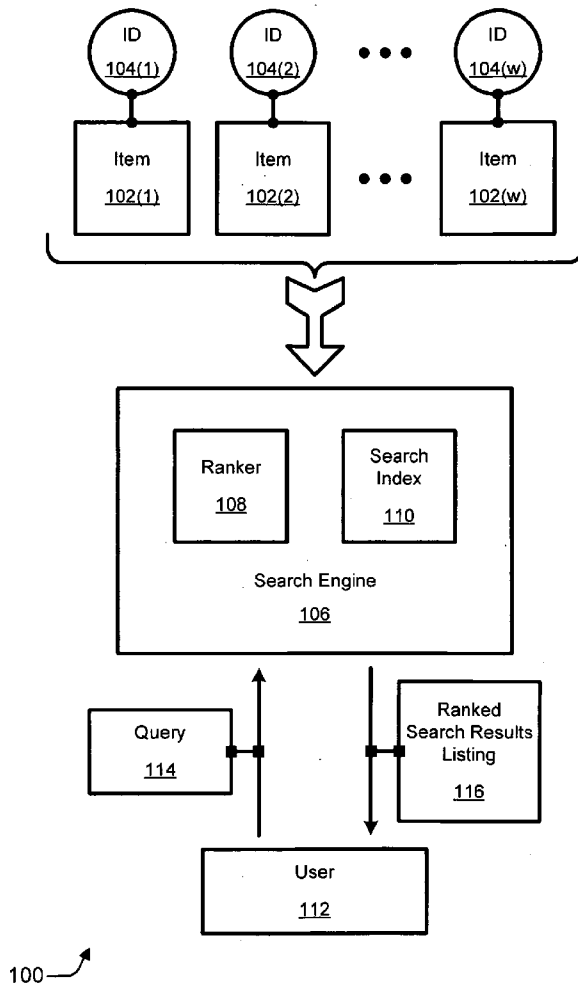 ID ID ID
104(1) 104(2) 104(w)
Item Item Item
102(1) 102(2) 102(w)
Ranker
108
Search
Index
110
Search Engine
106
Query
114
Ranked
Search Results
Listing
116
User
112
100